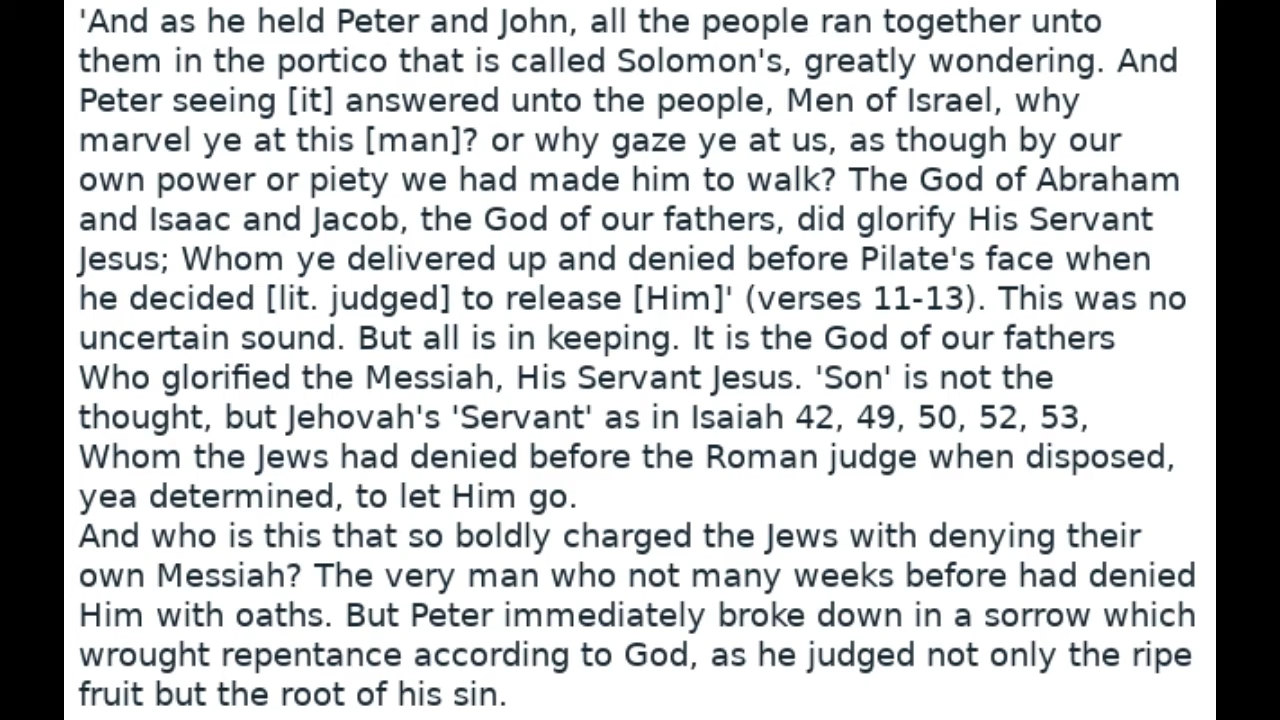 'And as he held Peter and John, all the people ran together unto
them in the portico that is called Solomon's, greatly wondering. And
Peter seeing [it] answered unto the people, Men of Israel, why
marvel ye at this [man]? or why gaze ye at us, as though by our
own power or piety we had made him to walk? The God of Abraham
and Isaac and Jacob, the God of our fathers, did glorify His Servant
Jesus; Whom ye delivered up and denied before Pilate's face when
he decided [lit. judged] to release [Him]' (verses 11-13). This was no
uncertain sound. But all is in keeping. It is the God of our fathers
Who glorified the Messiah, His Servant Jesus. 'Son' is not the
thought, but Jehovah's 'Servant' as in Isaiah 42, 49, 50, 52, 53,
Whom the Jews had denied before the Roman judge when disposed,
yea determined, to let Him go.
And who is this that so boldly charged the Jews with denying their
own Messiah? The very man who not many weeks before had denied
Him with oaths. But Peter immediately broke down in a sorrow which
wrought repentance according to God, as he judged not only the ripe
fruit but the root of his sin.